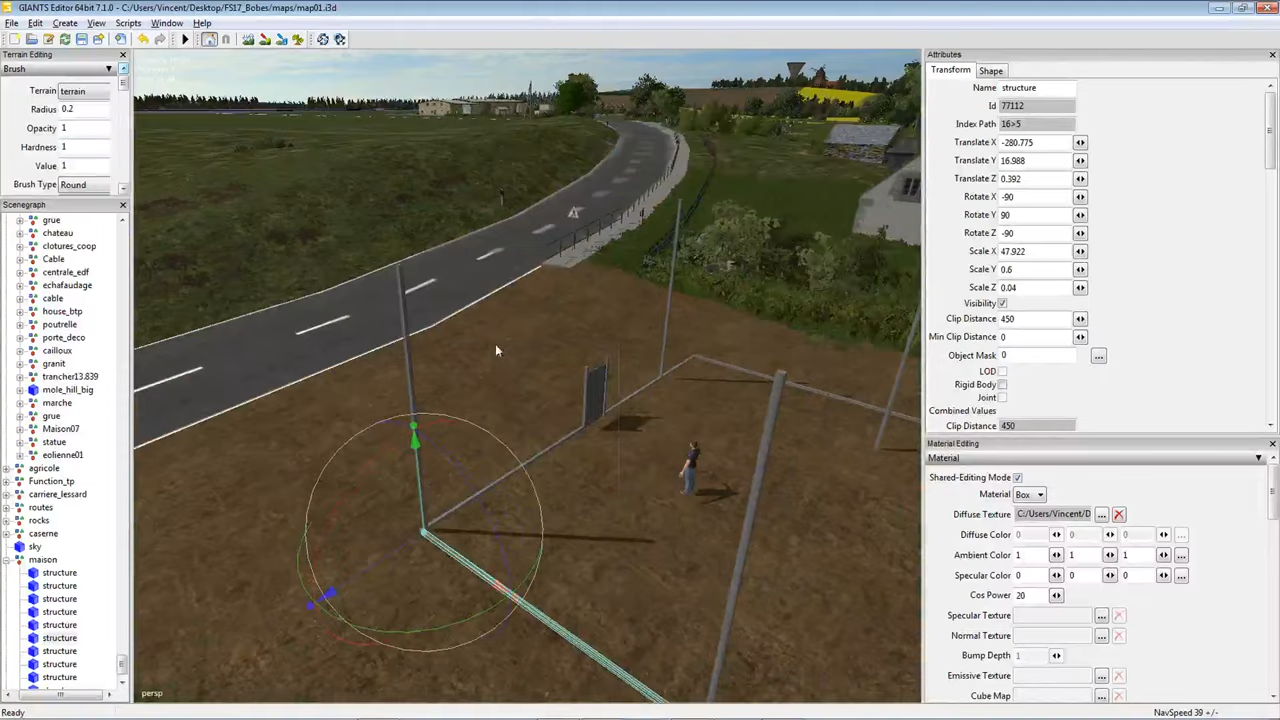 GIANTS Editor 64bit 7.1.0 - C:/Users/Vincent/Desktop/FS17_Bobes/maps/map01.i3d
File Edit Create View Scripts Window Help
Terrain Editing
Brush
Terrain terrain
Radius 0.2
Opacity 1
Hardness 1
Value 1
Brush Type Round
Scenegraph
grue
chateau
clotures_coop
Cable
centrale_edf
echafaudage
cable
house_btp
poutrelle
porte_deco
cailloux
granit
trancher13.839
mole_hill_big
marche
grue
Maison07
statue
eolienne01
agricole
Function_tp
carriere_lessard
routes
rocks
caserne
sky
maison
structure
structure
structure
structure
structure
structure
structure
structure
persp
Attributes
Transform Shape
Name structure
Id 77112
Index Path 16>5
Translate X -280.775
Translate Y 16.988
Translate Z 0.392
Rotate X -90
Rotate Y 90
Rotate Z -90
Scale X 47.922
Scale Y 0.6
Scale Z 0.04
Visibility
Clip Distance 450
Min Clip Distance 0
Object Mask 0 ...
LOD
Rigid Body
Joint
Combined Values
Clip Distance 450
Material Editing
Material
Shared-Editing Mode
Material Box
Diffuse Texture C:/Users/Vincent/D ...
Diffuse Color 0 0 0 ...
Ambient Color 1 1 1 ...
Specular Color 0 0 0 ...
Cos Power 20
Specular Texture ...
Normal Texture ...
Bump Depth 1
Emissive Texture ...
Cube Map ...
Ready
NavSpeed 39 +/-